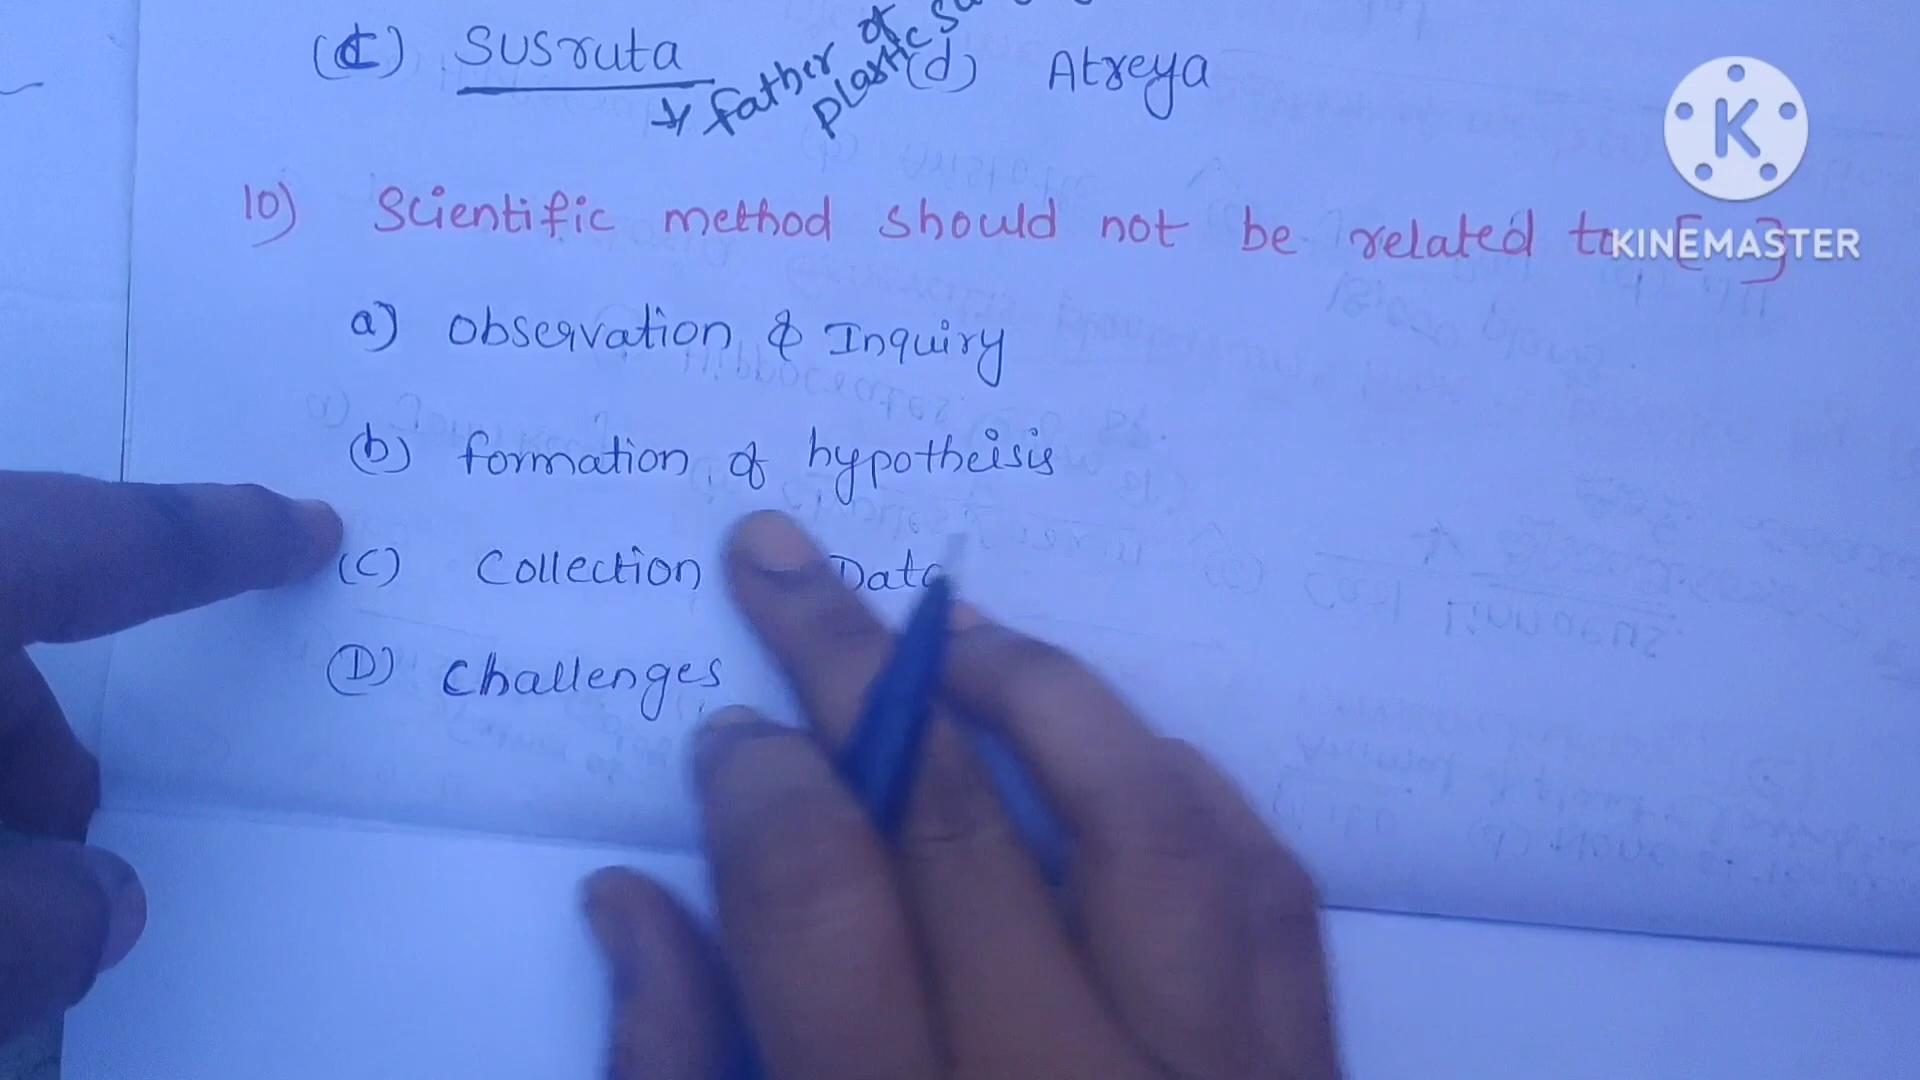 (C) Susruta (d) Atreya
→ Father of
plastic
10) Scientific method should not be related to [ ]
a) Observation & Inquiry
(b) formation of hypotheisis
(C) Collection Data
(D) Challenges
K
KINEMASTER